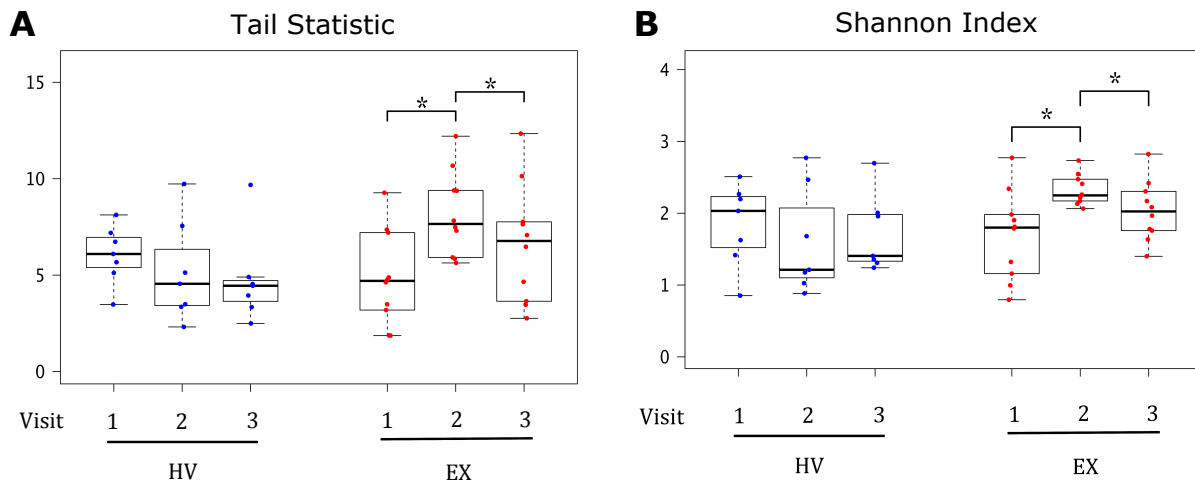 A Tail Statistic
15
10
5
0
* *
Visit 1 2 3 1 2 3
HV EX
B Shannon Index
4
3
2
1
0
* *
Visit 1 2 3 1 2 3
HV EX